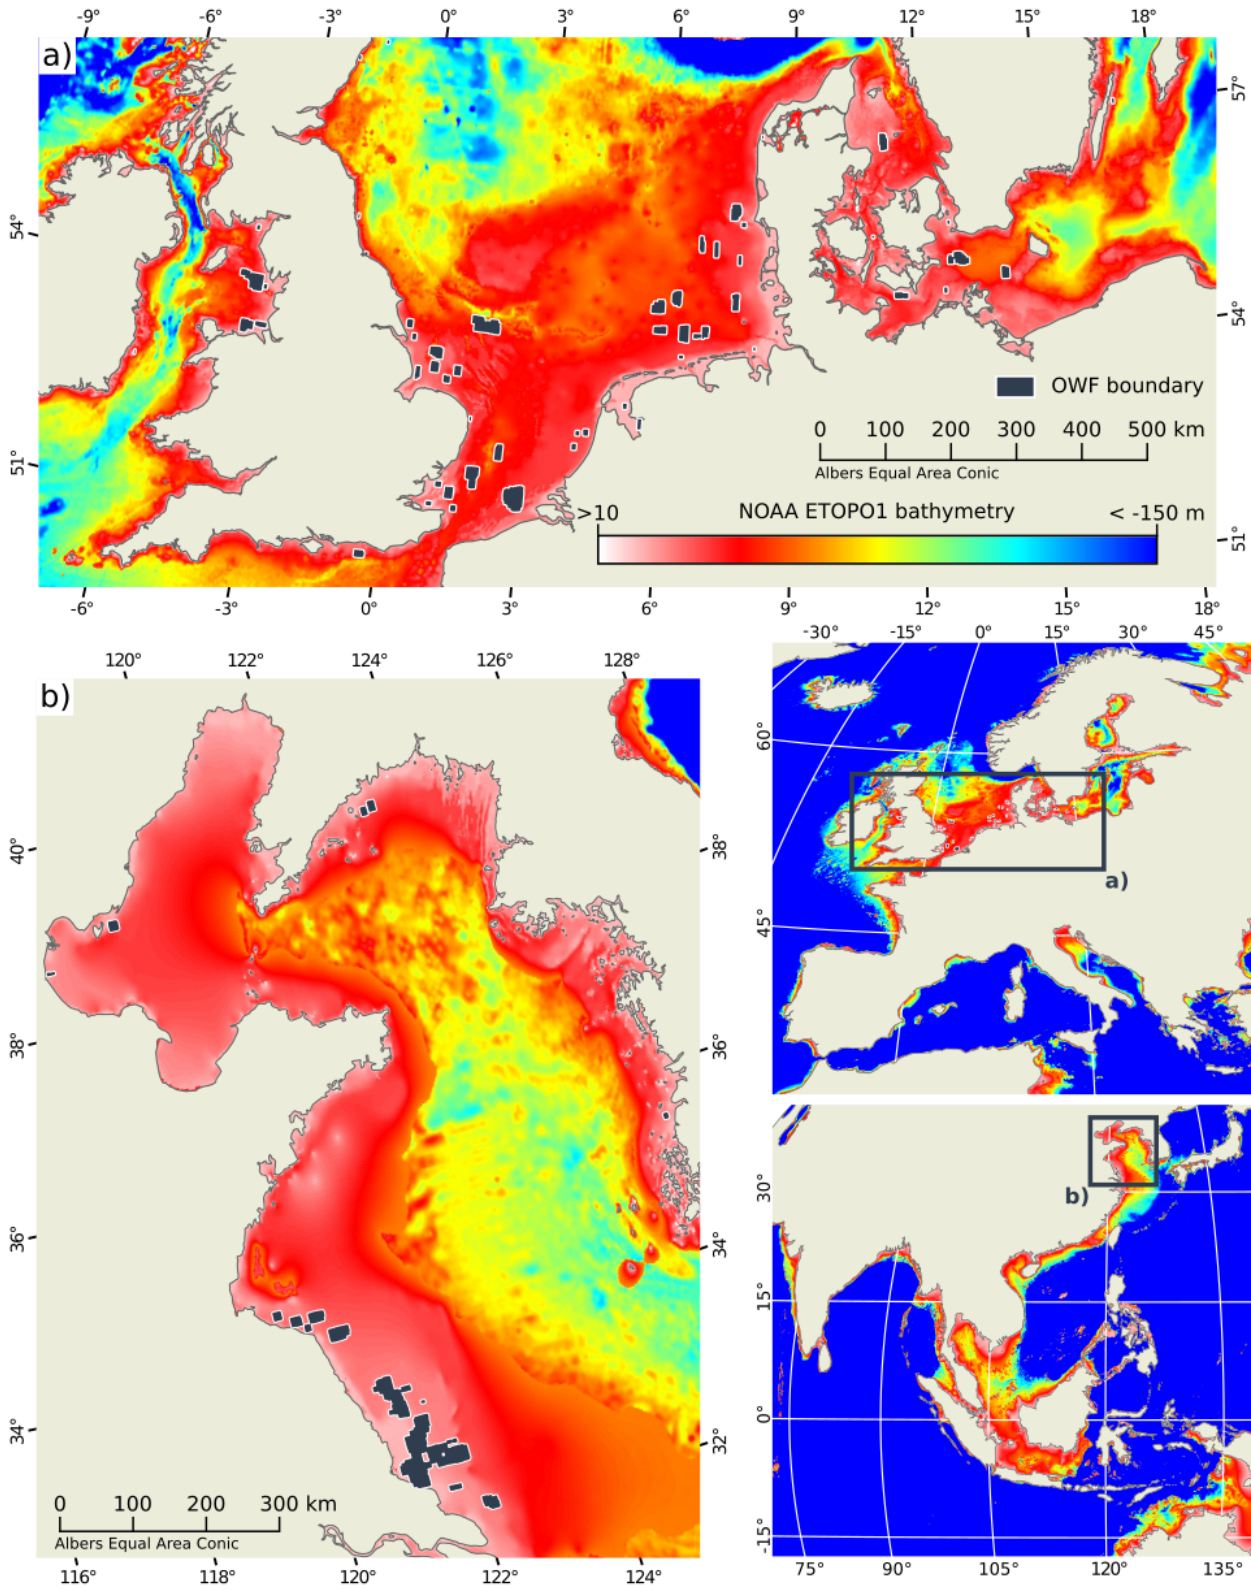 -9° -6° -3° 0° 3° 6° 9° 12° 15° 18°
a)
57°
54°
54°
51°
51°
OWF boundary
0 100 200 300 400 500 km
Albers Equal Area Conic
>10 NOAA ETOPO1 bathymetry < -150 m
-6° -3° 0° 3° 6° 9° 12° 15° 18°
120° 122° 124° 126° 128°
b)
40°
38°
38°
36°
36°
34°
34°
32°
0 100 200 300 km
Albers Equal Area Conic
116° 118° 120° 122° 124°
-30° -15° 0° 15° 30° 45°
60°
45°
a)
b)
30°
15°
0°
-15°
75° 90° 105° 120° 135°